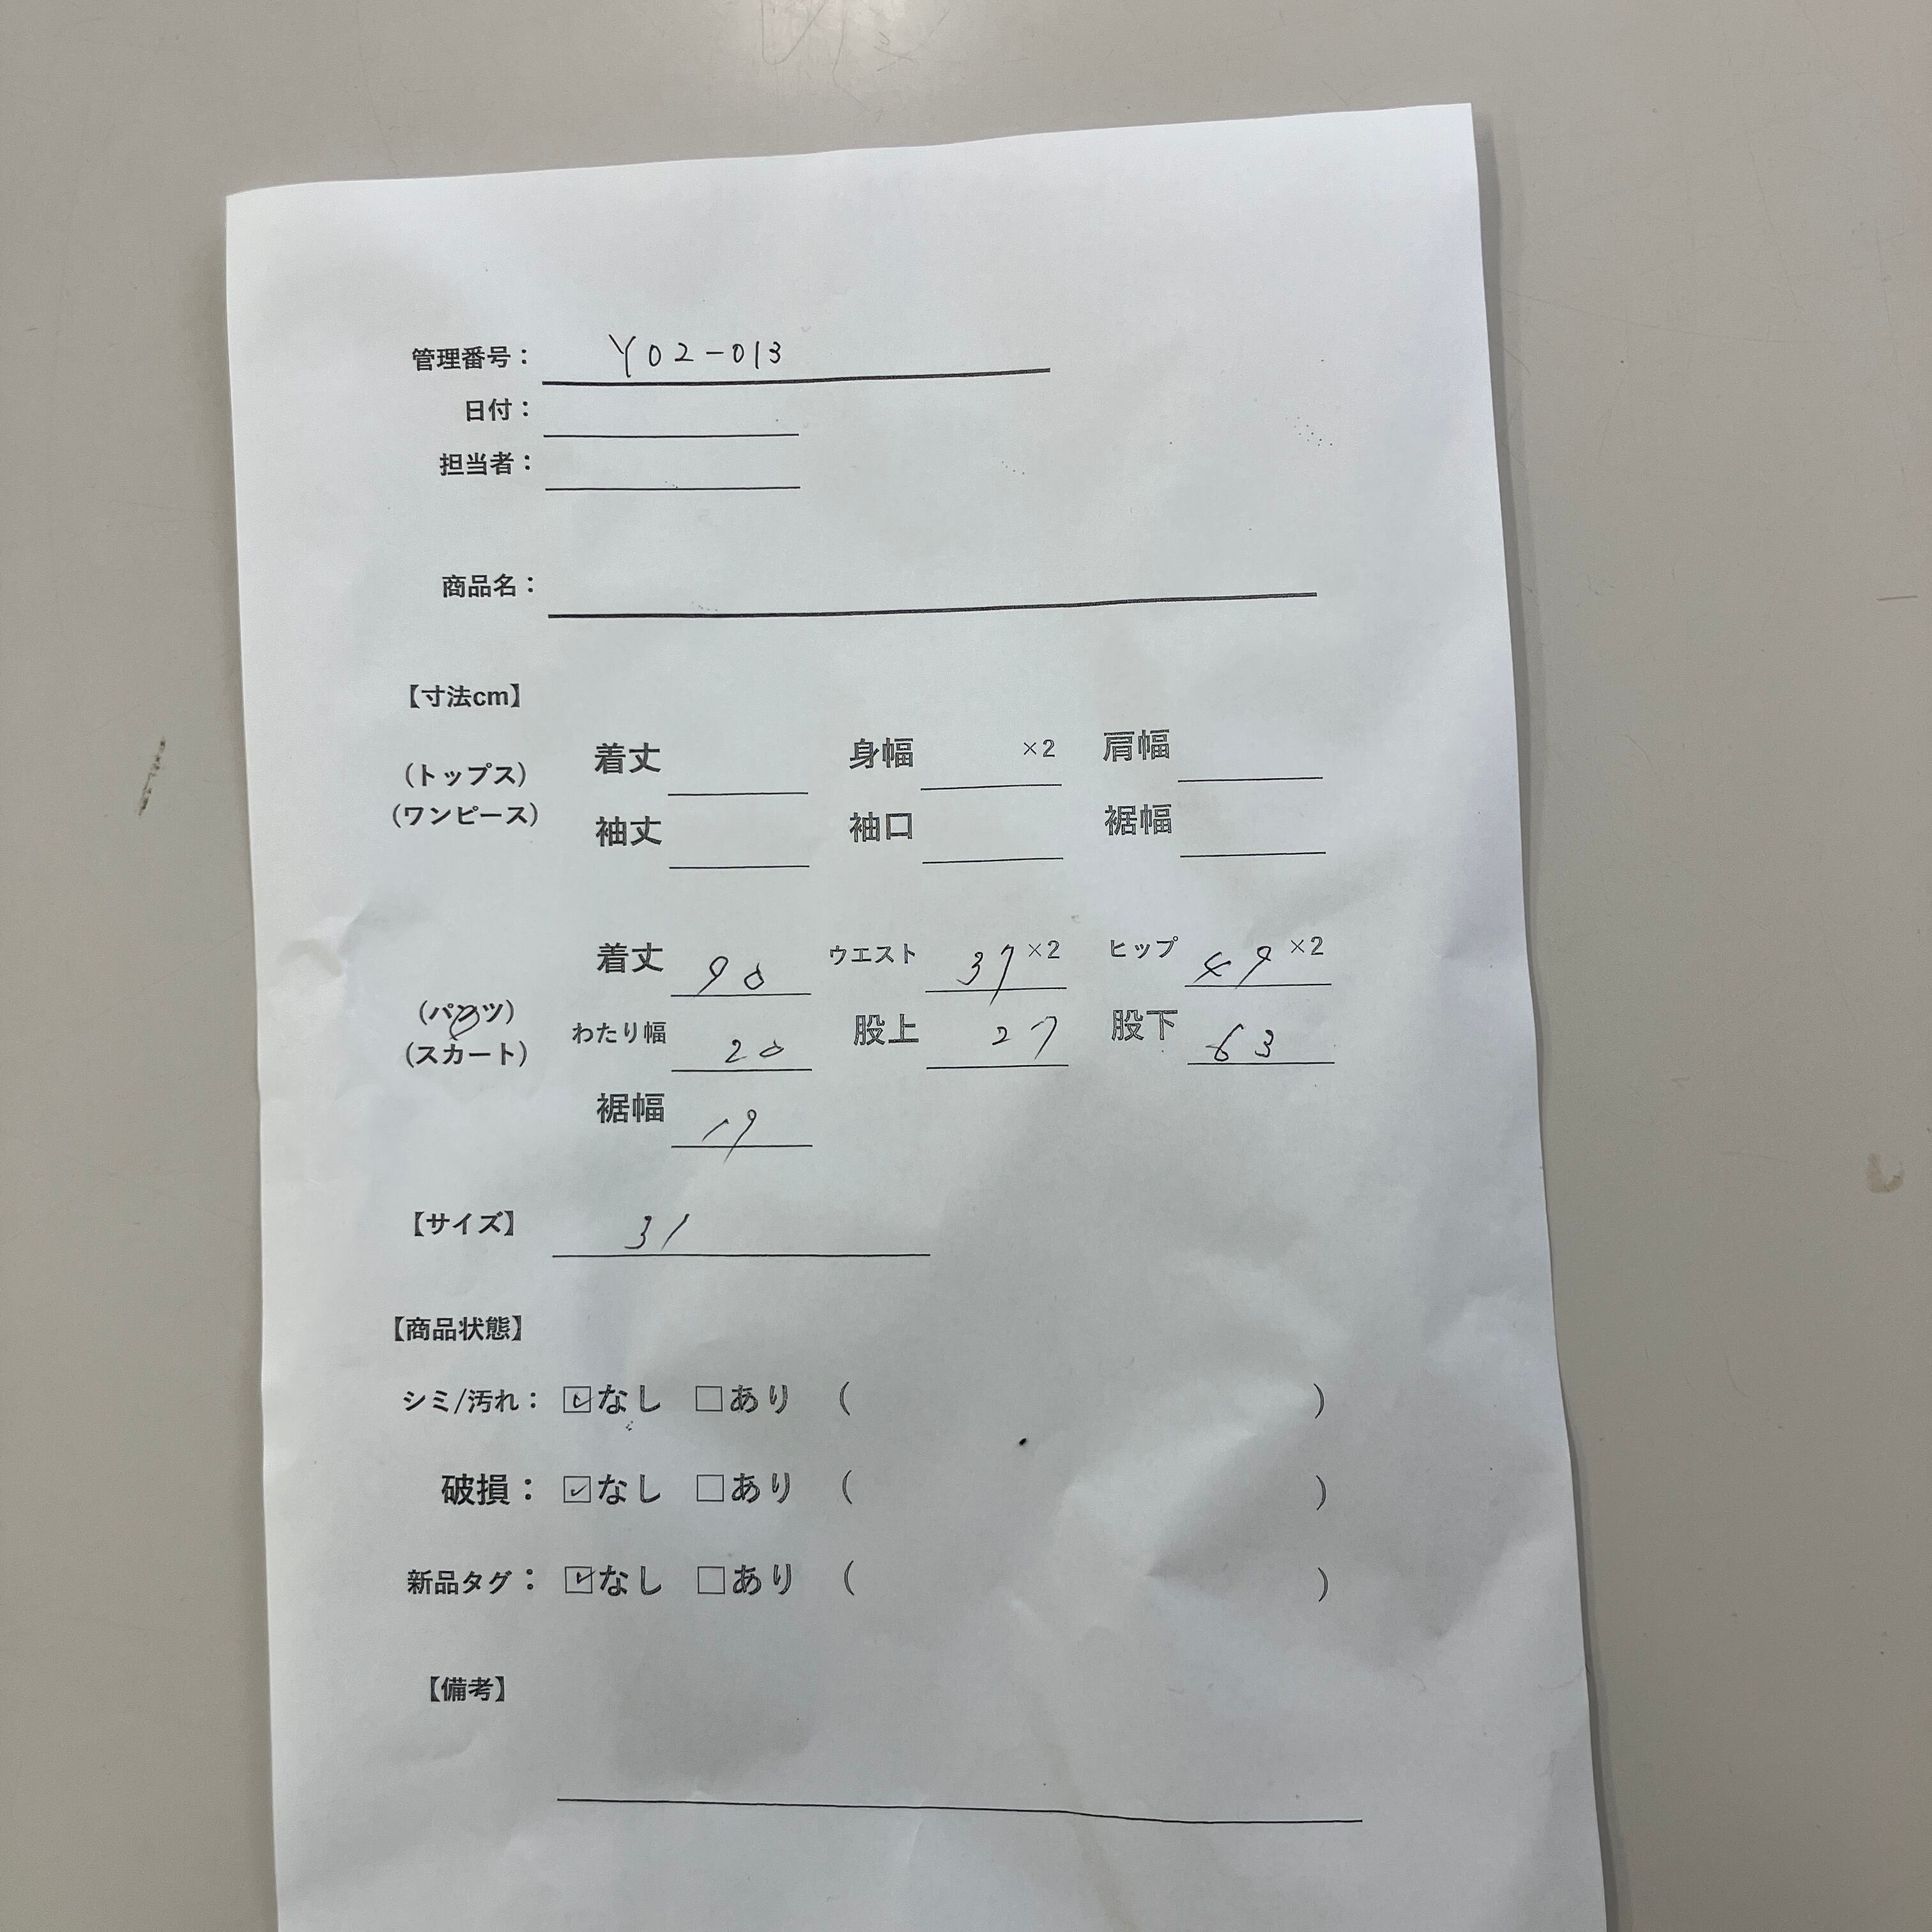 管理番号： Y02-013
日付：
担当者：
商品名：
【寸法cm】
（トップス）
（ワンピース）
着丈 身幅 ×2 肩幅
袖丈 袖口 裾幅
（パンツ）
（スカート）
着丈 90 ウエスト 37×2 ヒップ 49×2
わたり幅 20 股上 27 股下 63
裾幅 19
【サイズ】 31
【商品状態】
シミ/汚れ： ☑なし □あり （ ）
破損： ☑なし □あり （ ）
新品タグ： ☑なし □あり （ ）
【備考】